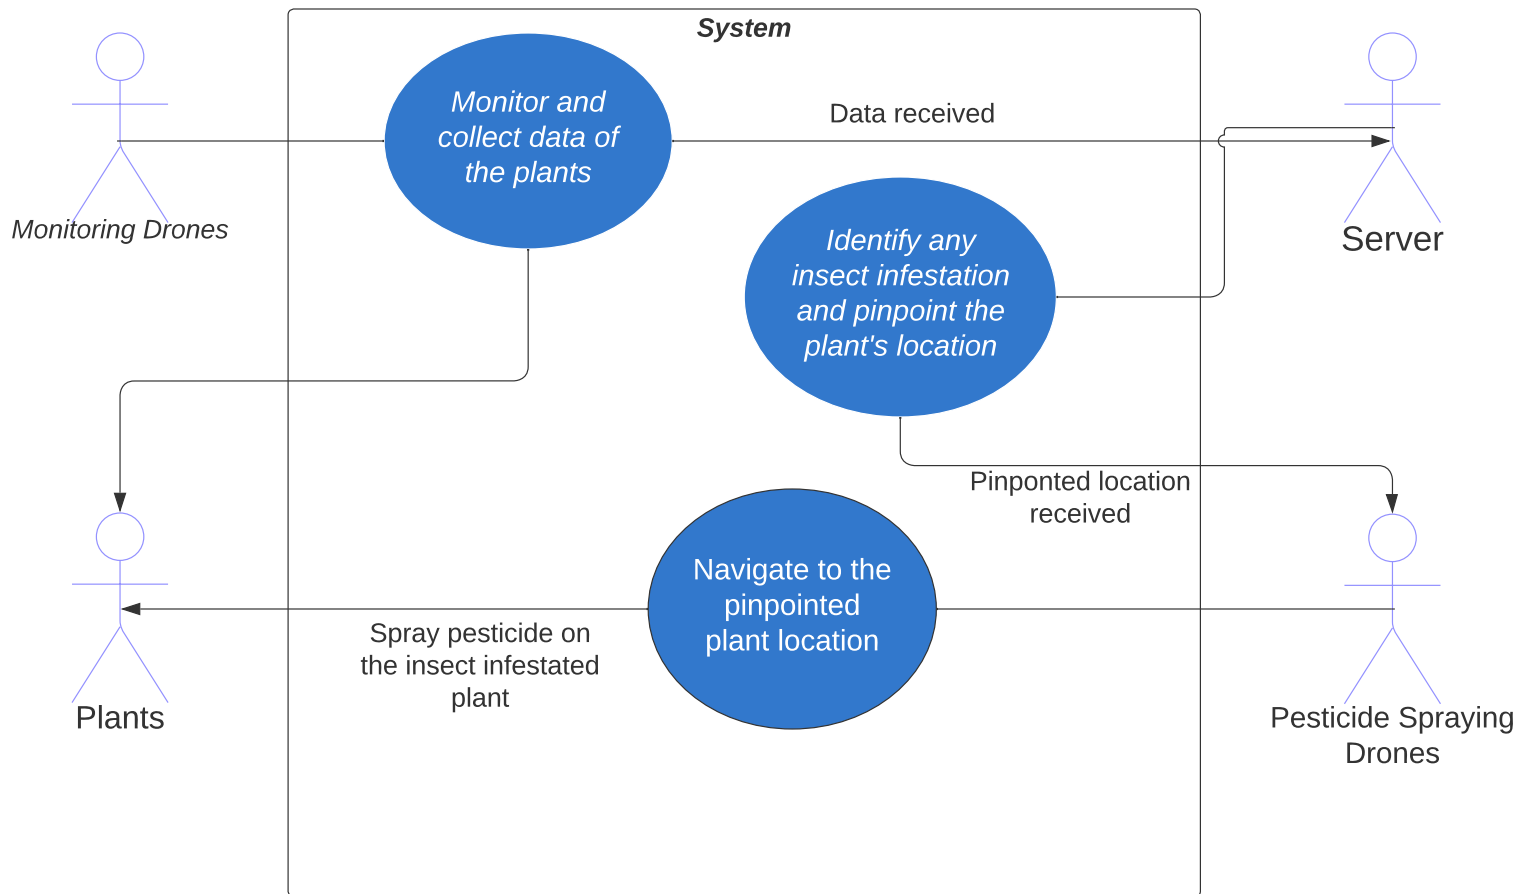 System
Monitor and
collect data of
the plants
Data received
Monitoring Drones
Server
Identify any
insect infestation
and pinpoint the
plant's location
Pinponted location
received
Navigate to the
pinpointed
plant location
Spray pesticide on
the insect infestated
plant
Plants
Pesticide Spraying
Drones